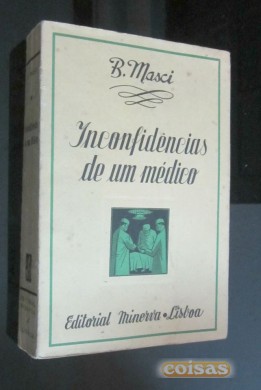 B. Masci
Inconfidências
de um médico
Editorial Minerva • Lisboa
coisas